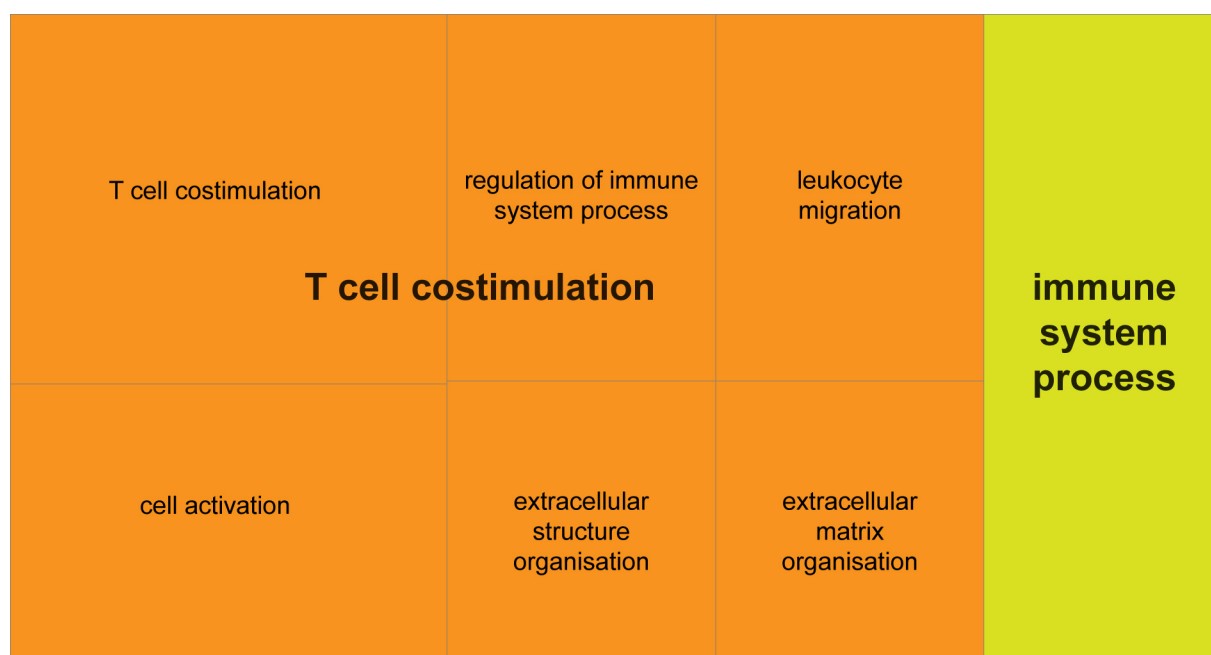 T cell costimulation
regulation of immune
system process
leukocyte
migration
T cell costimulation
immune
system
process
cell activation
extracellular
structure
organisation
extracellular
matrix
organisation